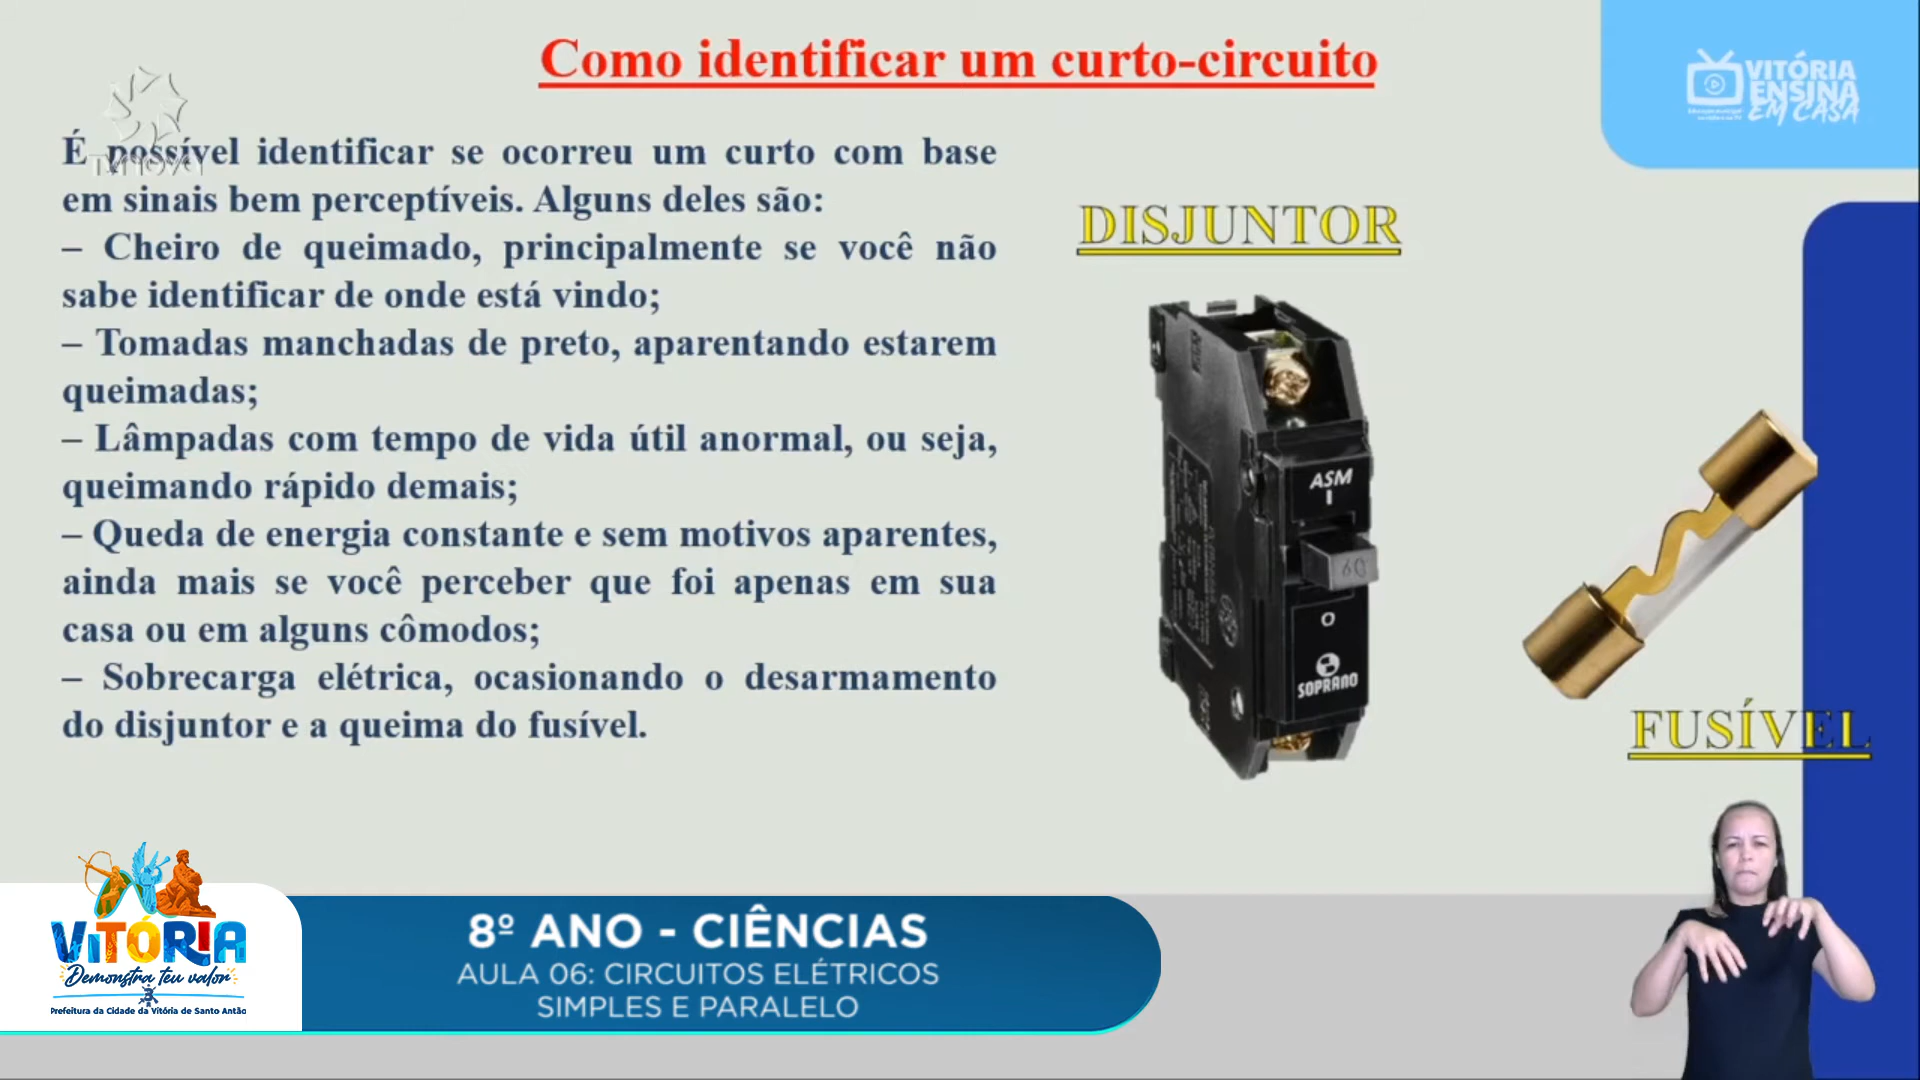 Como identificar um curto-circuito
VITÓRIA
ENSINA
EM CASA
É possível identificar se ocorreu um curto com base
em sinais bem perceptíveis. Alguns deles são:
– Cheiro de queimado, principalmente se você não
sabe identificar de onde está vindo;
– Tomadas manchadas de preto, aparentando estarem
queimadas;
– Lâmpadas com tempo de vida útil anormal, ou seja,
queimando rápido demais;
– Queda de energia constante e sem motivos aparentes,
ainda mais se você perceber que foi apenas em sua
casa ou em alguns cômodos;
– Sobrecarga elétrica, ocasionando o desarmamento
do disjuntor e a queima do fusível.
DISJUNTOR
ASM
I
60
O
SOPRANO
FUSÍVEL
VITÓRIA
Demonstra teu valor
Prefeitura da Cidade da Vitória de Santo Antão
8º ANO - CIÊNCIAS
AULA 06: CIRCUITOS ELÉTRICOS
SIMPLES E PARALELO